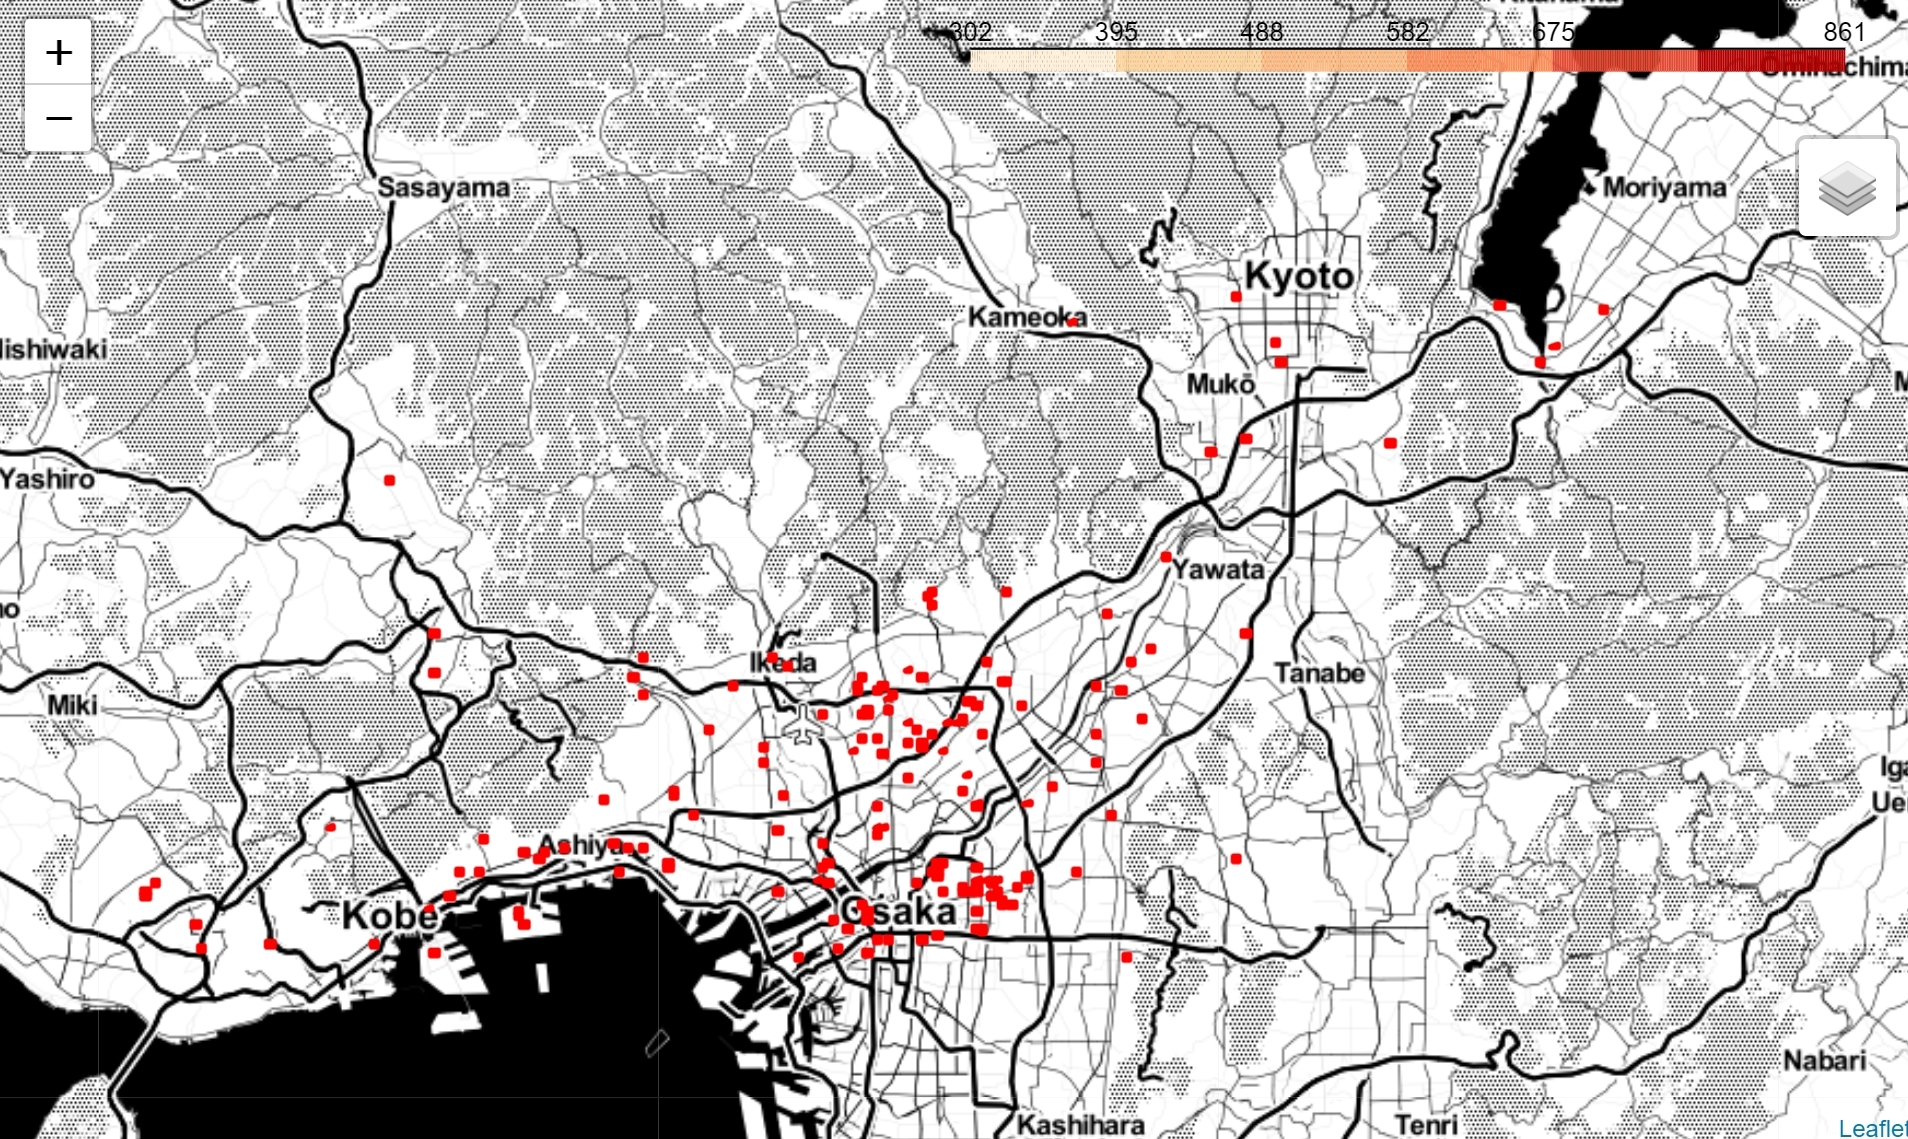 302 395 488 582 675 861
+
−
Sasayama
Moriyama
Kyoto
Kameoka
Mukō
Yashiro
Yawata
Ikeda
Tanabe
Miki
Ashiya
Kobe
Osaka
Nabari
Kashihara
Tenri
Leaflet